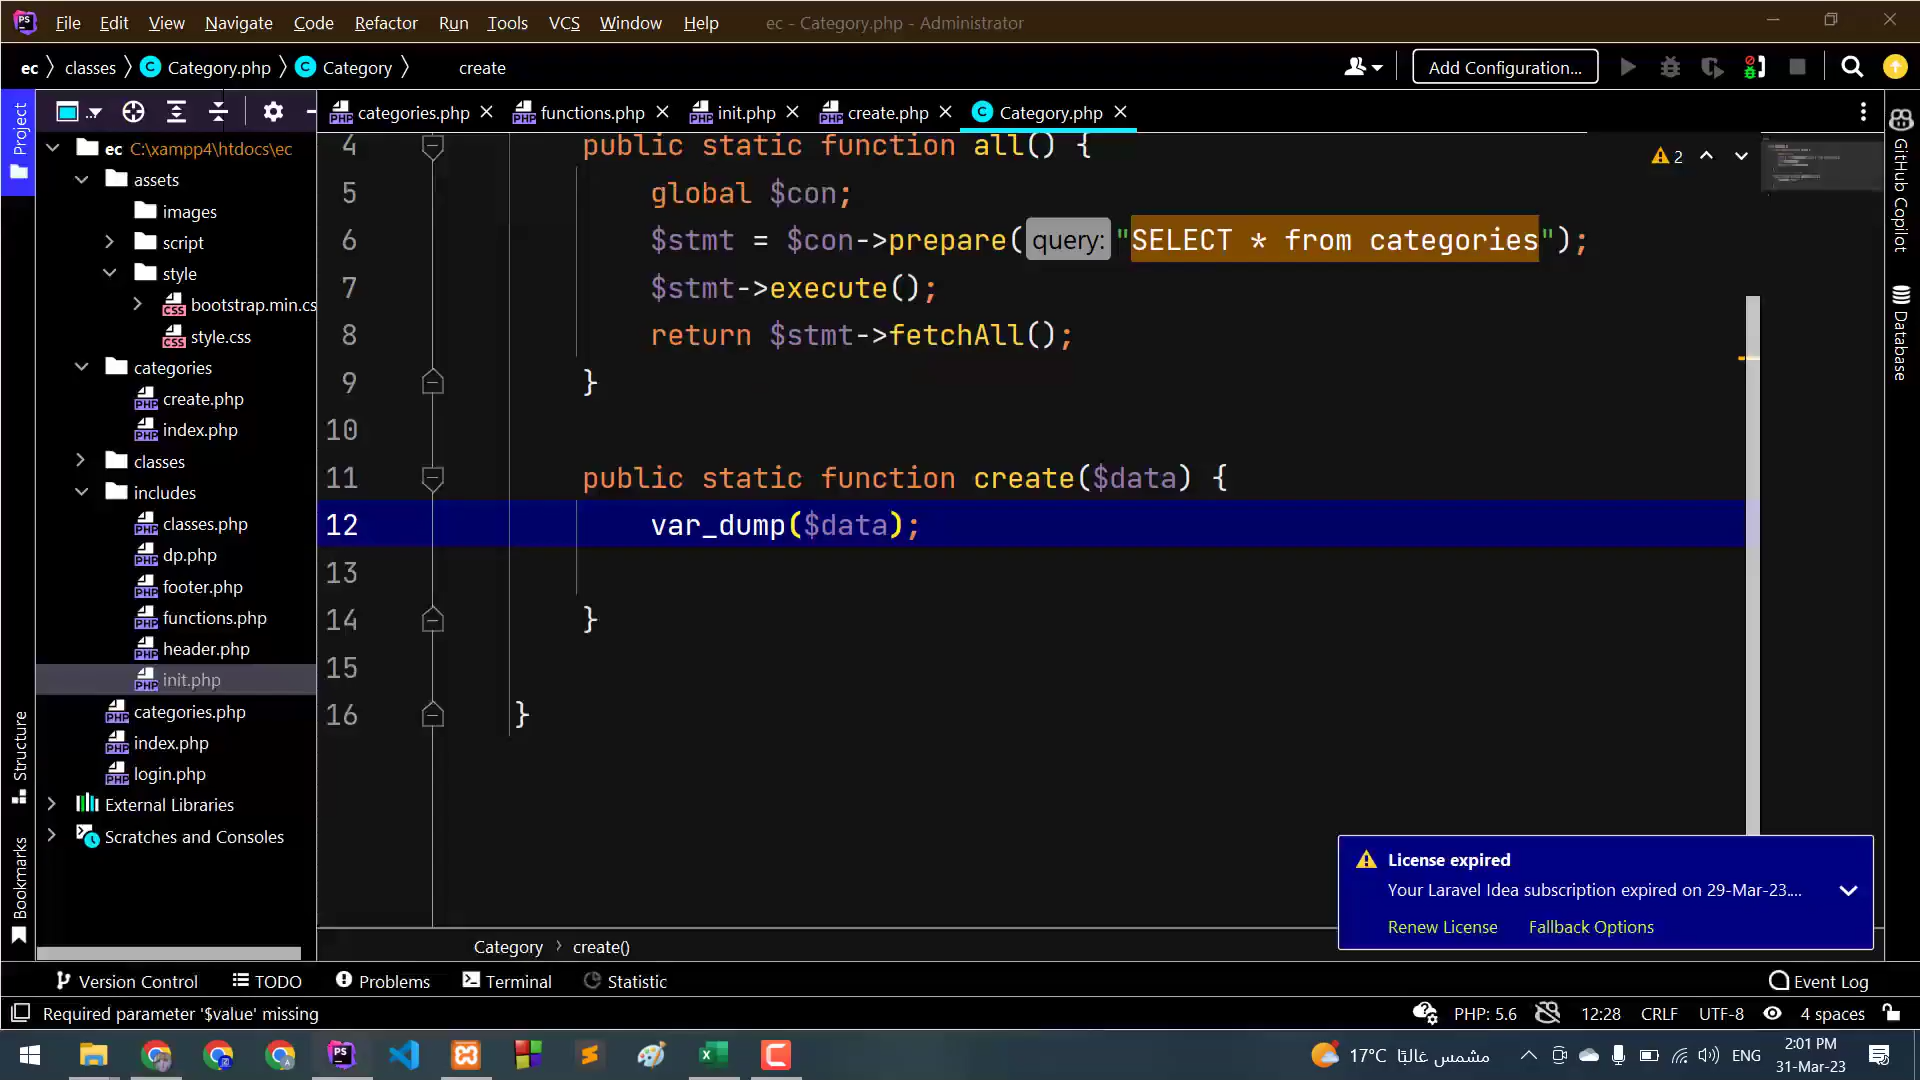 File Edit View Navigate Code Refactor Run Tools VCS Window Help ec - Category.php - Administrator
ec classes Category.php Category create Add Configuration...
Project
categories.php functions.php init.php create.php Category.php
ec C:\xampp4\htdocs\ec
assets
images
script
style
bootstrap.min.cs
style.css
categories
create.php
index.php
classes
includes
classes.php
dp.php
footer.php
functions.php
header.php
init.php
categories.php
index.php
login.php
External Libraries
Scratches and Consoles
Structure
Bookmarks
4 public static function all() {
5 global $con;
6 $stmt = $con->prepare( query: "SELECT * from categories");
7 $stmt->execute();
8 return $stmt->fetchAll();
9 }
10
11 public static function create($data) {
12 var_dump($data);
13
14 }
15
16 }
2
GitHub Copilot
Database
License expired
Your Laravel Idea subscription expired on 29-Mar-23....
Renew License Fallback Options
Category create()
Version Control TODO Problems Terminal Statistic Event Log
Required parameter '$value' missing PHP: 5.6 12:28 CRLF UTF-8 4 spaces
17°C مشمس غالبًا ENG 2:01 PM
31-Mar-23